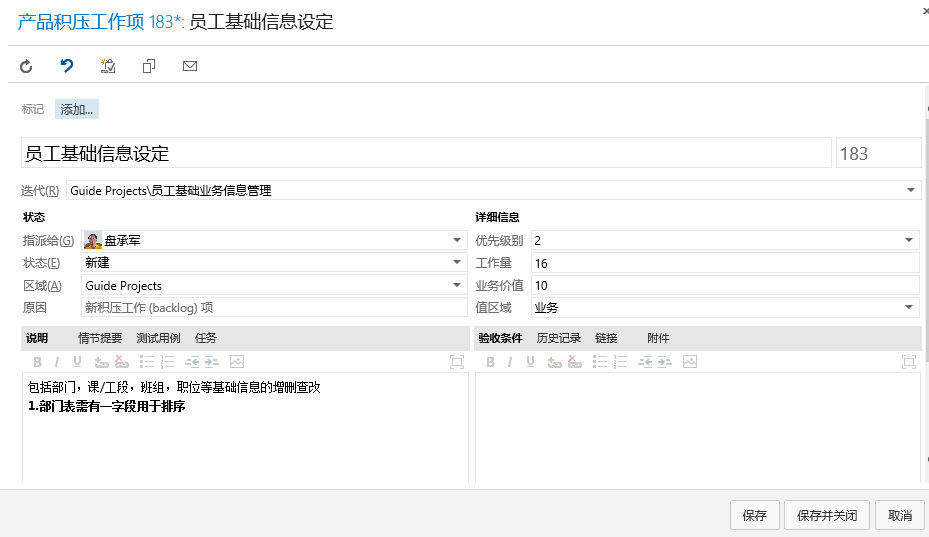 产品积压工作项 183*: 员工基础信息设定
标记 添加...
员工基础信息设定 183
迭代(R) Guide Projects\员工基础业务信息管理
状态 详细信息
指派给(G) 盘承军 优先级别 2
状态(E) 新建 工作量 16
区域(A) Guide Projects 业务价值 10
原因 新积压工作 (backlog) 项 值区域 业务
说明 情节提要 测试用例 任务 验收条件 历史记录 链接 附件
B I U B I U
包括部门，课/工段，班组，职位等基础信息的增删查改
1.部门表需有一字段用于排序
保存 保存并关闭 取消